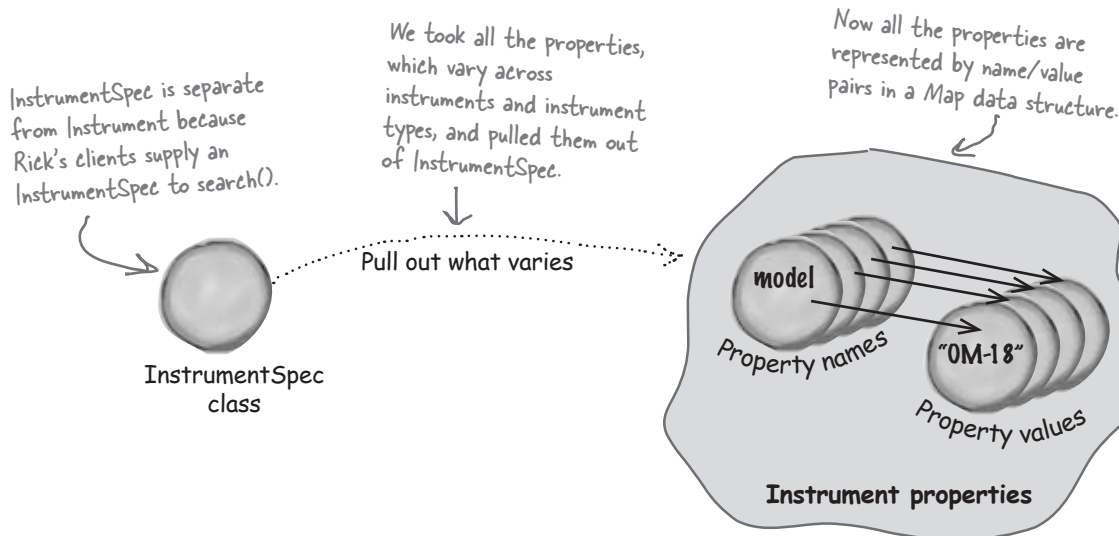 InstrumentSpec is separate
from Instrument because
Rick's clients supply an
InstrumentSpec to search().
We took all the properties,
which vary across
instruments and instrument
types, and pulled them out
of InstrumentSpec.
Now all the properties are
represented by name/value
pairs in a Map data structure.
Pull out what varies
InstrumentSpec
class
model
Property names
"OM-18"
Property values
Instrument properties